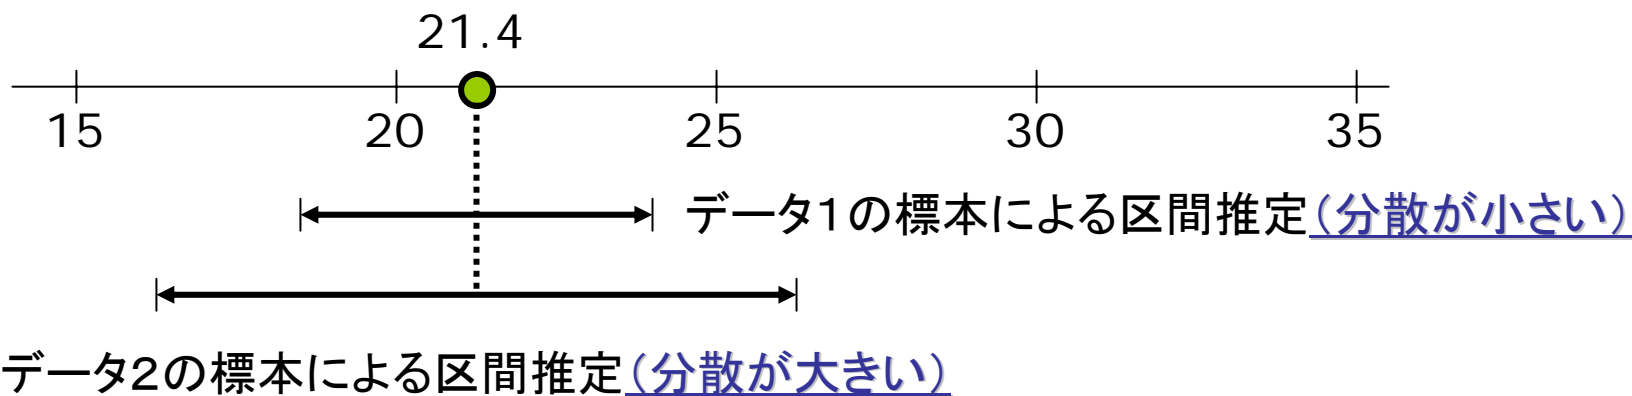 21.4
15 20 25 30 35
データ1の標本による区間推定(分散が小さい)
データ2の標本による区間推定(分散が大きい)